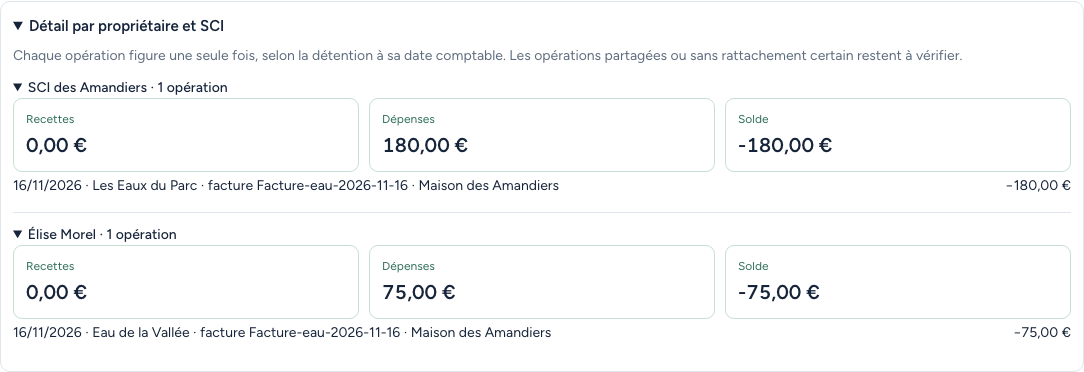 ▼ Détail par propriétaire et SCI
Chaque opération figure une seule fois, selon la détention à sa date comptable. Les opérations partagées ou sans rattachement certain restent à vérifier.
▼ SCI des Amandiers · 1 opération
Recettes Dépenses Solde
0,00 € 180,00 € -180,00 €
16/11/2026 · Les Eaux du Parc · facture Facture-eau-2026-11-16 · Maison des Amandiers −180,00 €
▼ Élise Morel · 1 opération
Recettes Dépenses Solde
0,00 € 75,00 € -75,00 €
16/11/2026 · Eau de la Vallée · facture Facture-eau-2026-11-16 · Maison des Amandiers −75,00 €